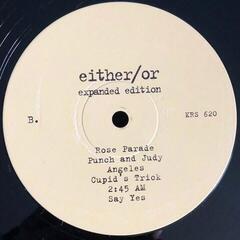 either/or
expanded edition
B.
KRS 620
Rose Parade
Punch and Judy
Angeles
Cupid's Trick
2:45 AM
Say Yes